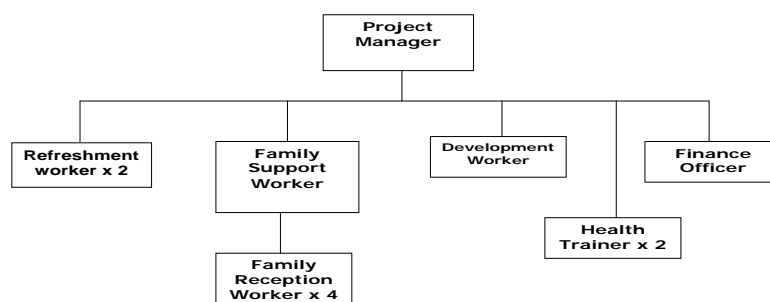 Project
Manager
Refreshment
worker x 2
Family
Support
Worker
Development
Worker
Finance
Officer
Health
Trainer x 2
Family
Reception
Worker x 4